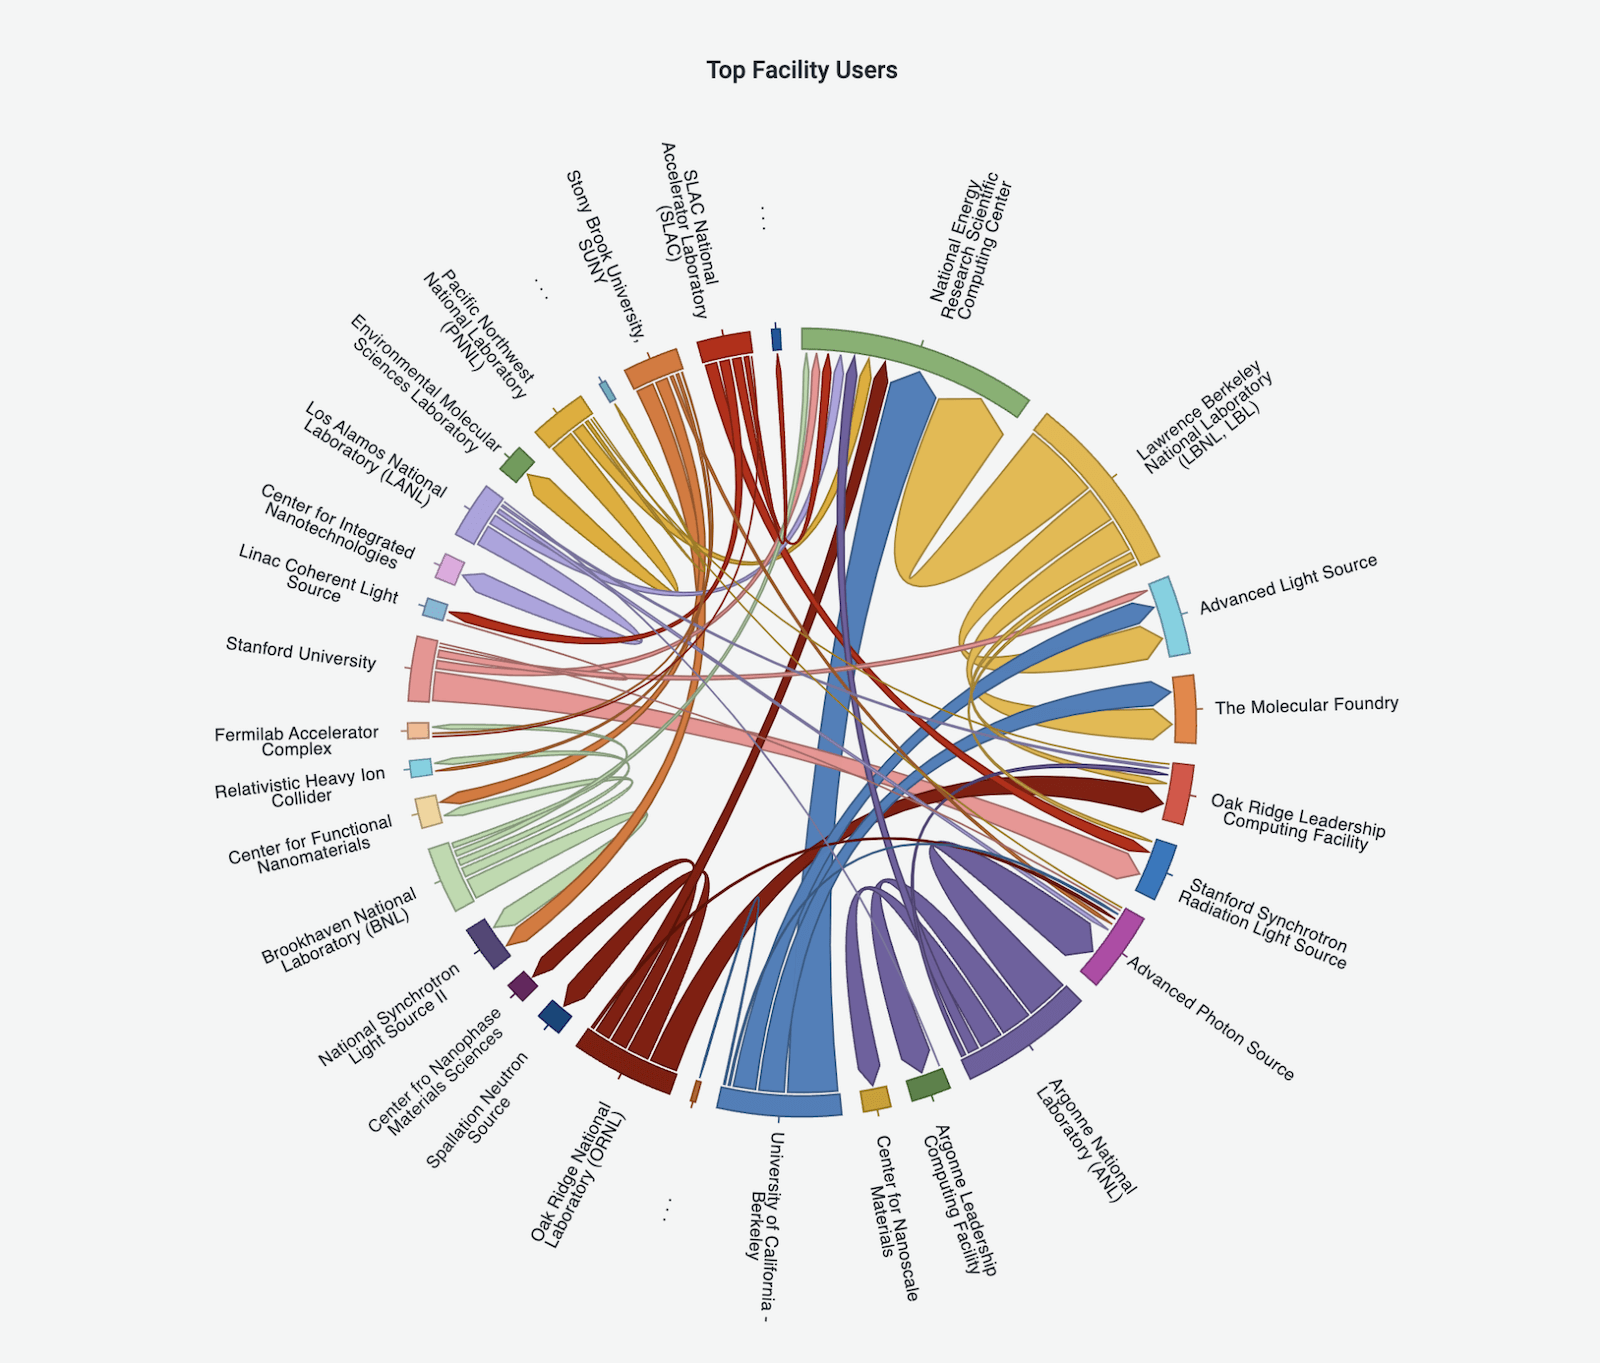 Top Facility Users
National Energy
Research Scientific
Computing Center
Lawrence Berkeley
National Laboratory
(LBNL, LBL)
Advanced Light Source
The Molecular Foundry
Oak Ridge Leadership
Computing Facility
Stanford Synchrotron
Radiation Light Source
Advanced Photon Source
Argonne National
Laboratory (ANL)
Argonne Leadership
Computing Facility
Center for Nanoscale
Materials
University of California -
Berkeley
...
Oak Ridge National
Laboratory (ORNL)
Spallation Neutron
Source
Center fro Nanophase
Materials Sciences
National Synchrotron
Light Source II
Brookhaven National
Laboratory (BNL)
Center for Functional
Nanomaterials
Relativistic Heavy Ion
Collider
Fermilab Accelerator
Complex
Stanford University
Linac Coherent Light
Source
Center for Integrated
Nanotechnologies
Los Alamos National
Laboratory (LANL)
Environmental Molecular
Sciences Laboratory
Pacific Northwest
National Laboratory
(PNNL)
...
Stony Brook University,
SUNY
SLAC National
Accelerator Laboratory
(SLAC)
...